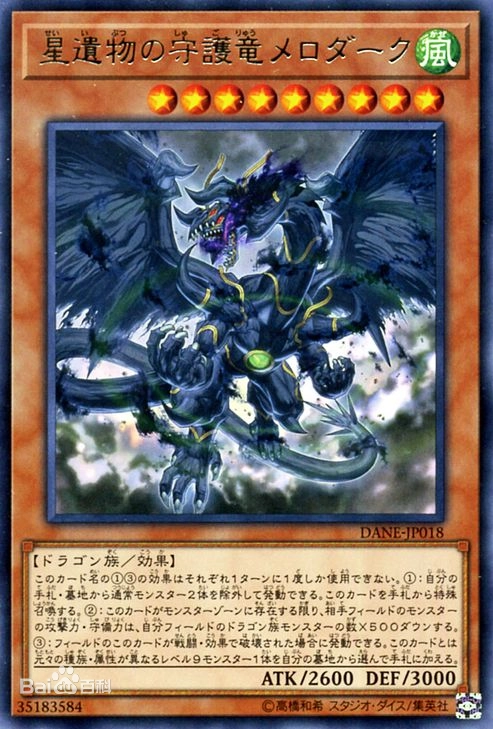 星遺物の守護竜メロダーク
風
DANE-JP018
【ドラゴン族/効果】
このカード名の①③の効果はそれぞれ1ターンに1度しか使用できない。①:自分の
手札・墓地から通常モンスター2体を除外して発動できる。このカードを手札から特殊
召喚する。②:このカードがモンスターゾーンに存在する限り、相手フィールドのモンスター
の攻撃力・守備力は、自分フィールドのドラゴン族モンスターの数×500ダウンする。
③:フィールドのこのカードが戦闘・効果で破壊された場合に発動できる。このカードとは
元々の種族・属性が異なるレベル9モンスター1体を自分の墓地から選んで手札に加える。
ATK/2600 DEF/3000
Bai百科
35183584
©高橋和希 スタジオ・ダイス/集英社